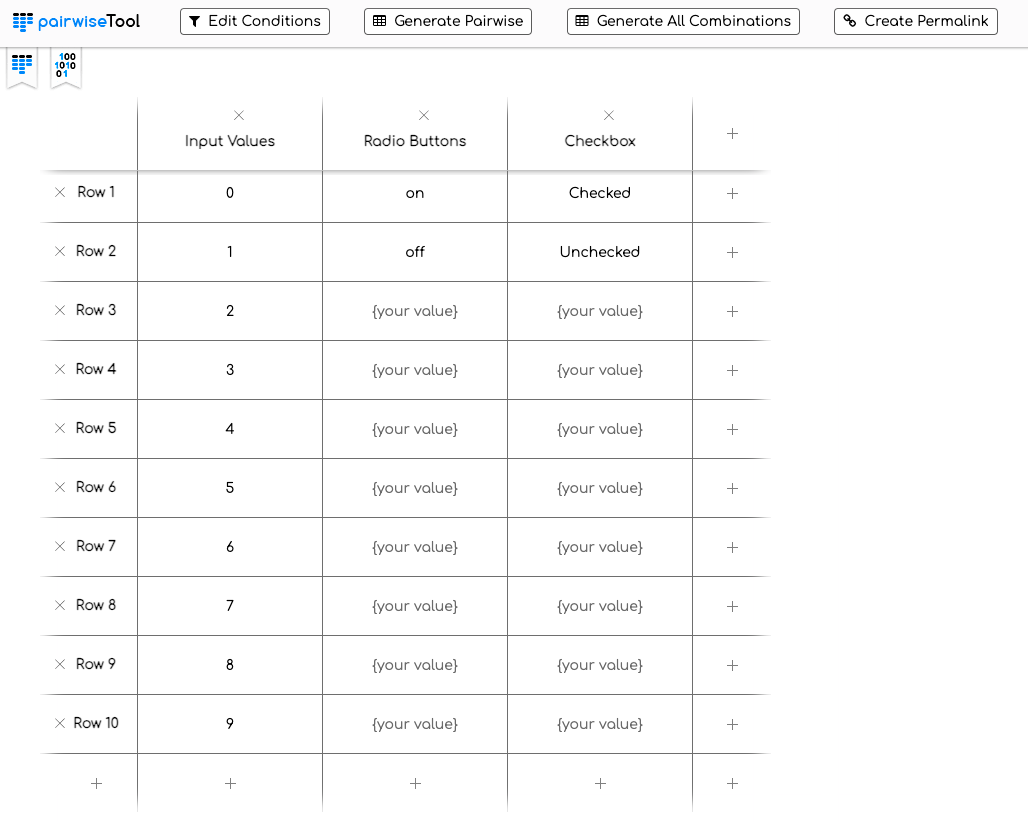 pairwiseTool Edit Conditions Generate Pairwise Generate All Combinations Create Permalink
100
1010
01
Input Values Radio Buttons Checkbox
Row 1 0 on Checked
Row 2 1 off Unchecked
Row 3 2 {your value} {your value}
Row 4 3 {your value} {your value}
Row 5 4 {your value} {your value}
Row 6 5 {your value} {your value}
Row 7 6 {your value} {your value}
Row 8 7 {your value} {your value}
Row 9 8 {your value} {your value}
Row 10 9 {your value} {your value}